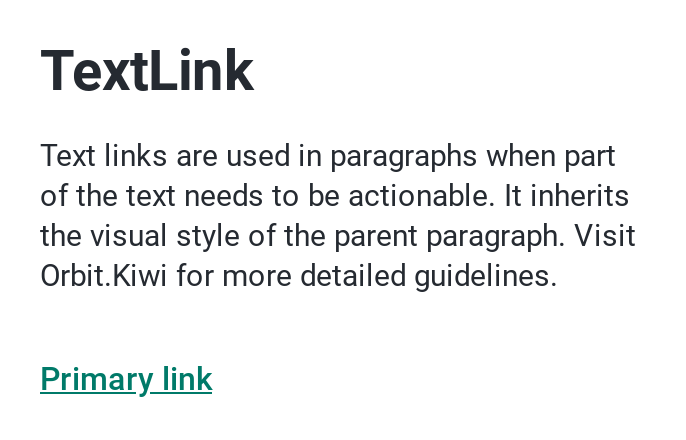 TextLink
Text links are used in paragraphs when part
of the text needs to be actionable. It inherits
the visual style of the parent paragraph. Visit
Orbit.Kiwi for more detailed guidelines.
Primary link